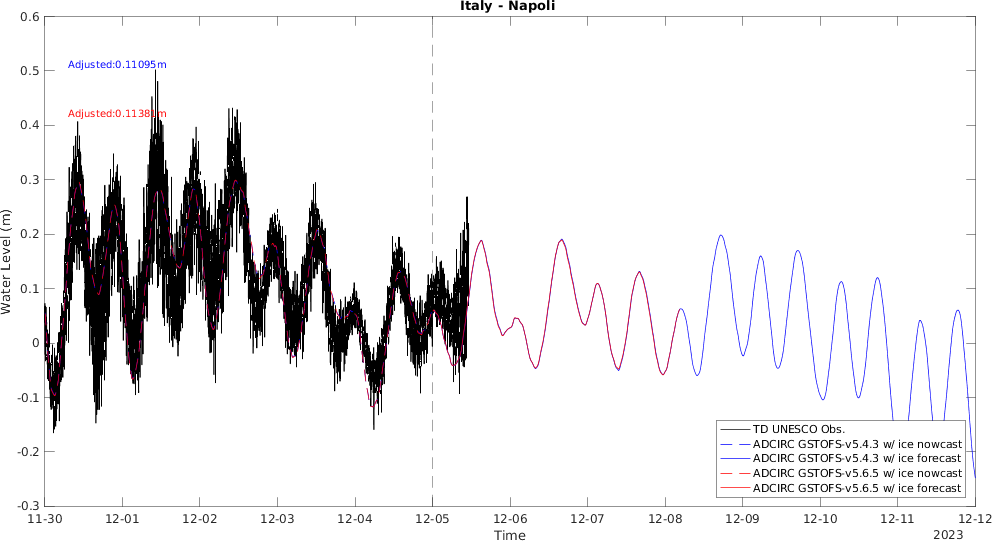 Italy - Napoli
0.6
0.5
0.4
0.3
0.2
0.1
0
-0.1
-0.2
-0.3
Water Level (m)
Adjusted:0.11095m
Adjusted:0.11381m
TD UNESCO Obs.
ADCIRC GSTOFS-v5.4.3 w/ ice nowcast
ADCIRC GSTOFS-v5.4.3 w/ ice forecast
ADCIRC GSTOFS-v5.6.5 w/ ice nowcast
ADCIRC GSTOFS-v5.6.5 w/ ice forecast
11-30 12-01 12-02 12-03 12-04 12-05 12-06 12-07 12-08 12-09 12-10 12-11 12-12
Time
2023